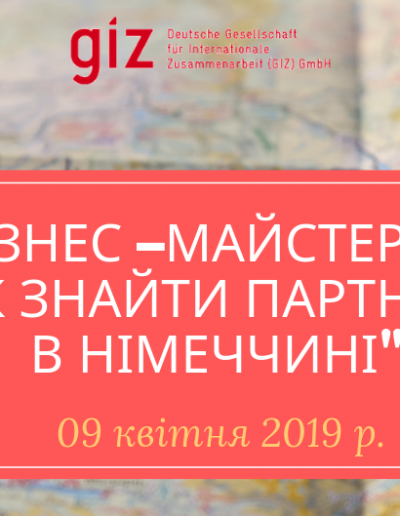 giz Deutsche Gesellschaft
für Internationale
Zusammenarbeit (GIZ) GmbH
ЗНЕС –МАЙСТЕР
К ЗНАЙТИ ПАРТН
В НІМЕЧЧИНІ"
09 квітня 2019 р.